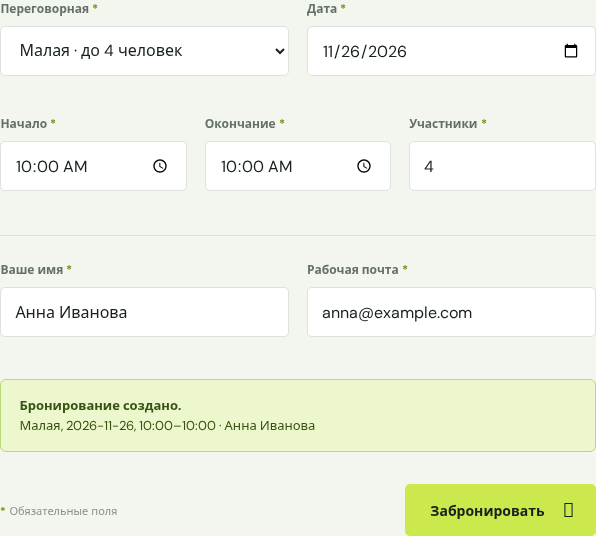 Переговорная * Дата *
Малая · до 4 человек 11/26/2026
Начало * Окончание * Участники *
10:00 AM 10:00 AM 4
Ваше имя * Рабочая почта *
Анна Иванова anna@example.com
Бронирование создано.
Малая, 2026-11-26, 10:00–10:00 · Анна Иванова
* Обязательные поля Забронировать